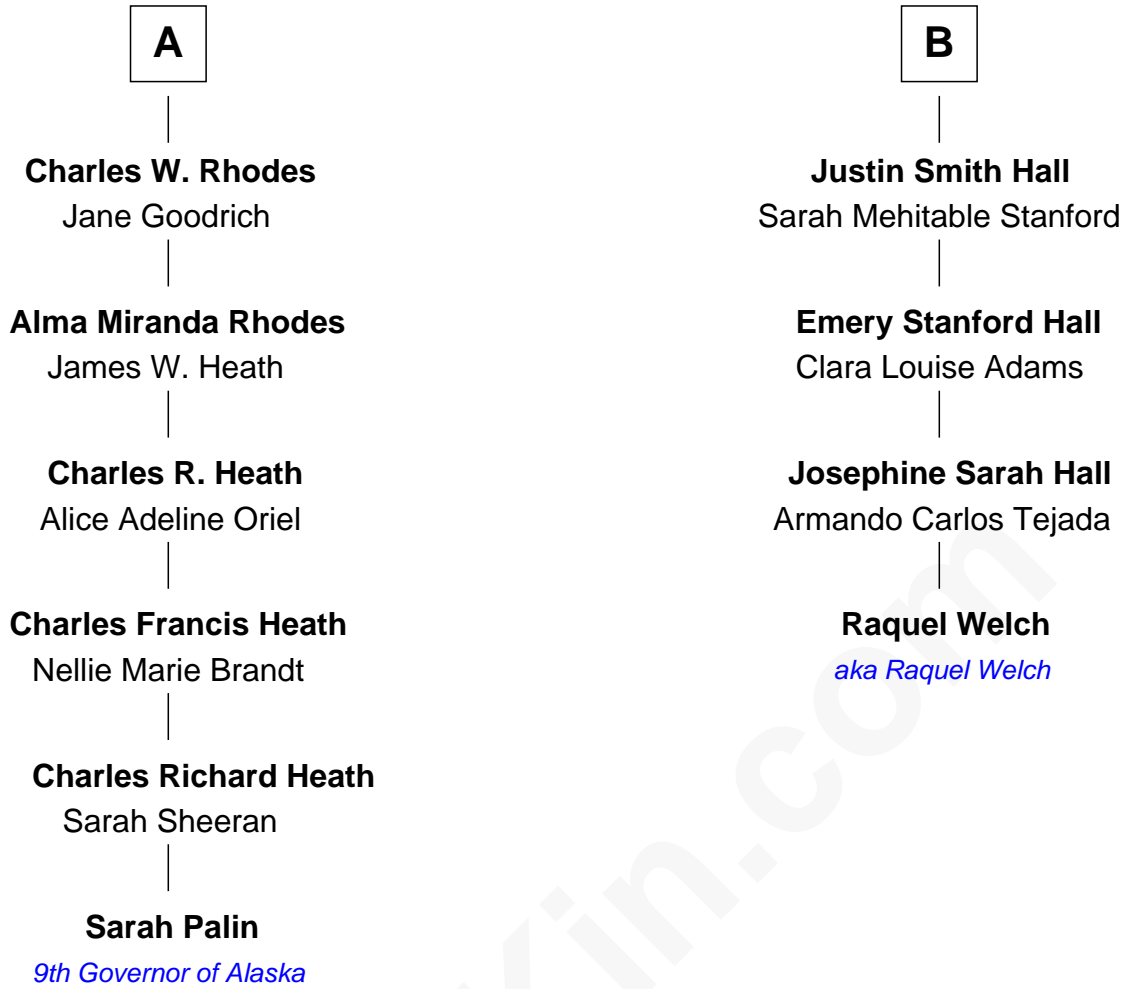 A
Charles W. Rhodes
Jane Goodrich
Alma Miranda Rhodes
James W. Heath
Charles R. Heath
Alice Adeline Oriel
Charles Francis Heath
Nellie Marie Brandt
Charles Richard Heath
Sarah Sheeran
Sarah Palin
9th Governor of Alaska
B
Justin Smith Hall
Sarah Mehitable Stanford
Emery Stanford Hall
Clara Louise Adams
Josephine Sarah Hall
Armando Carlos Tejada
Raquel Welch
aka Raquel Welch
Kin.com